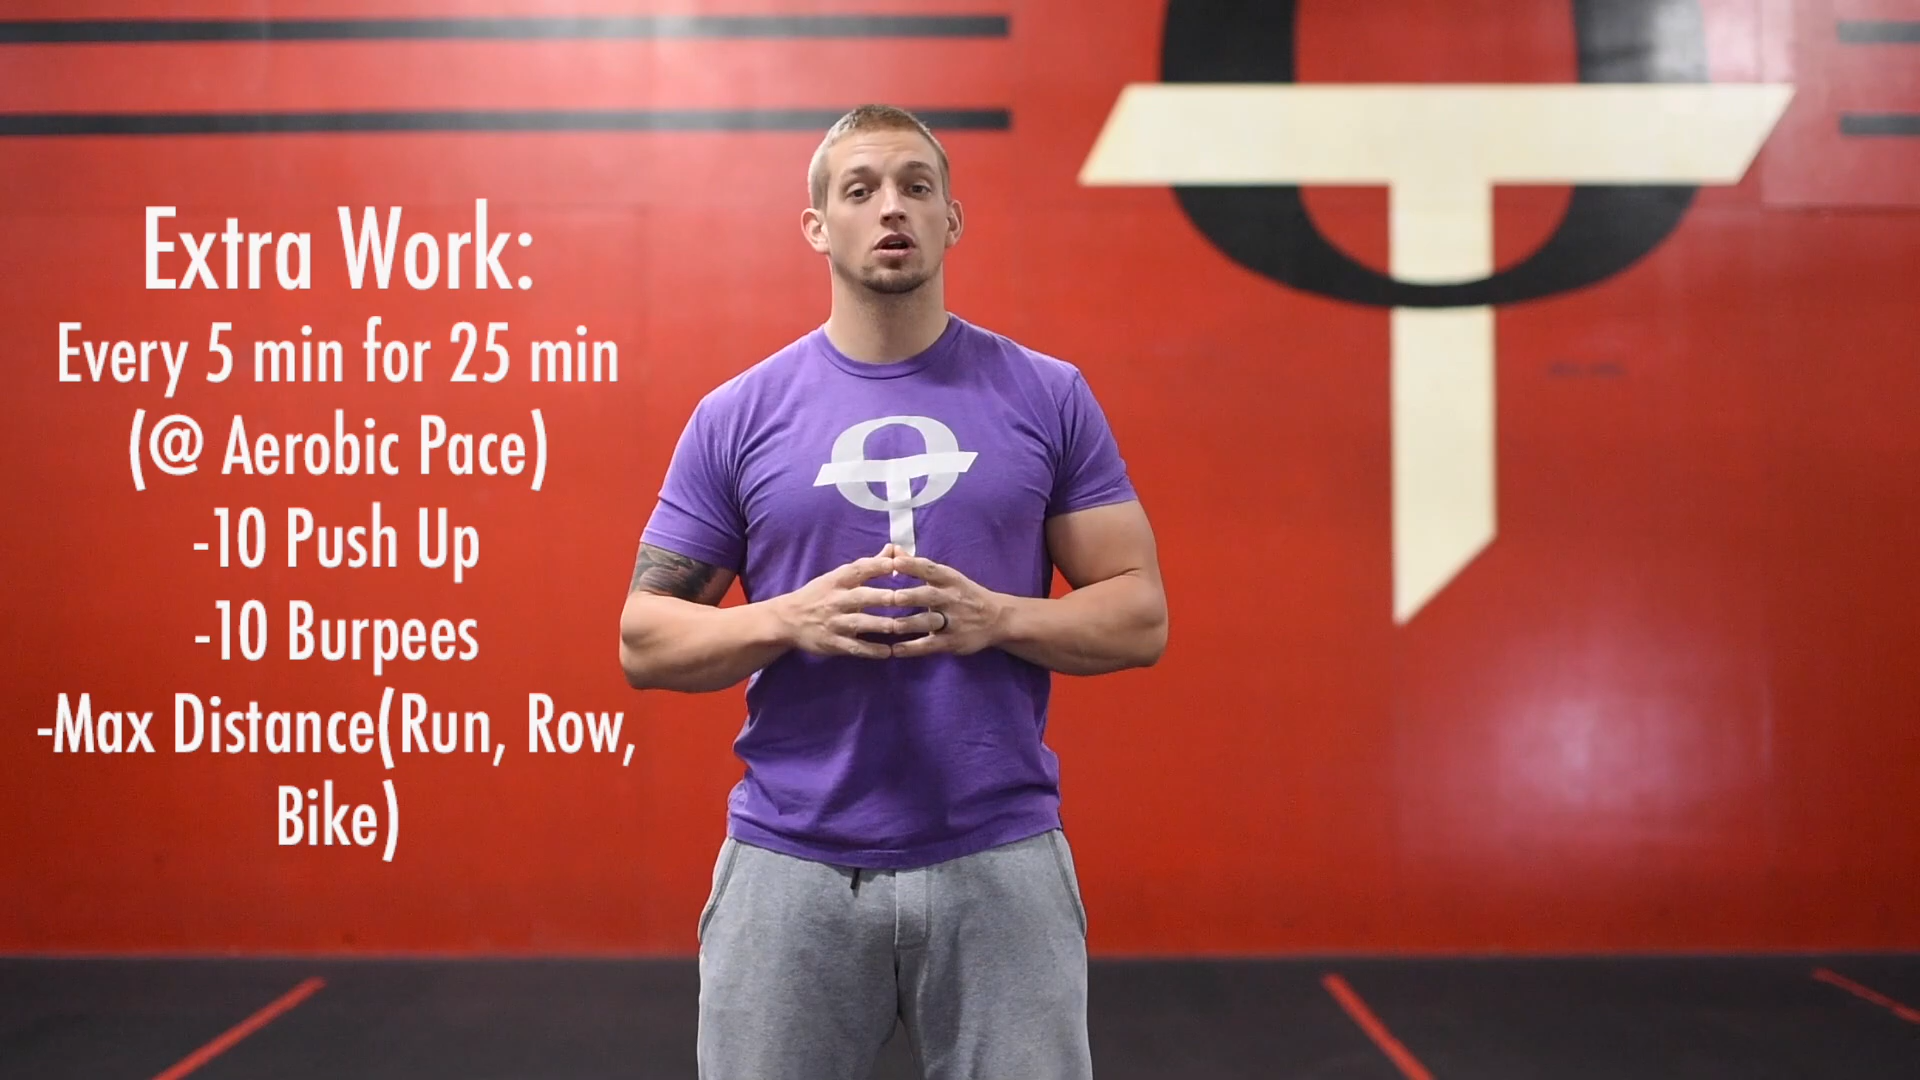 Extra Work:
Every 5 min for 25 min
(@ Aerobic Pace)
-10 Push Up
-10 Burpees
-Max Distance(Run, Row,
Bike)